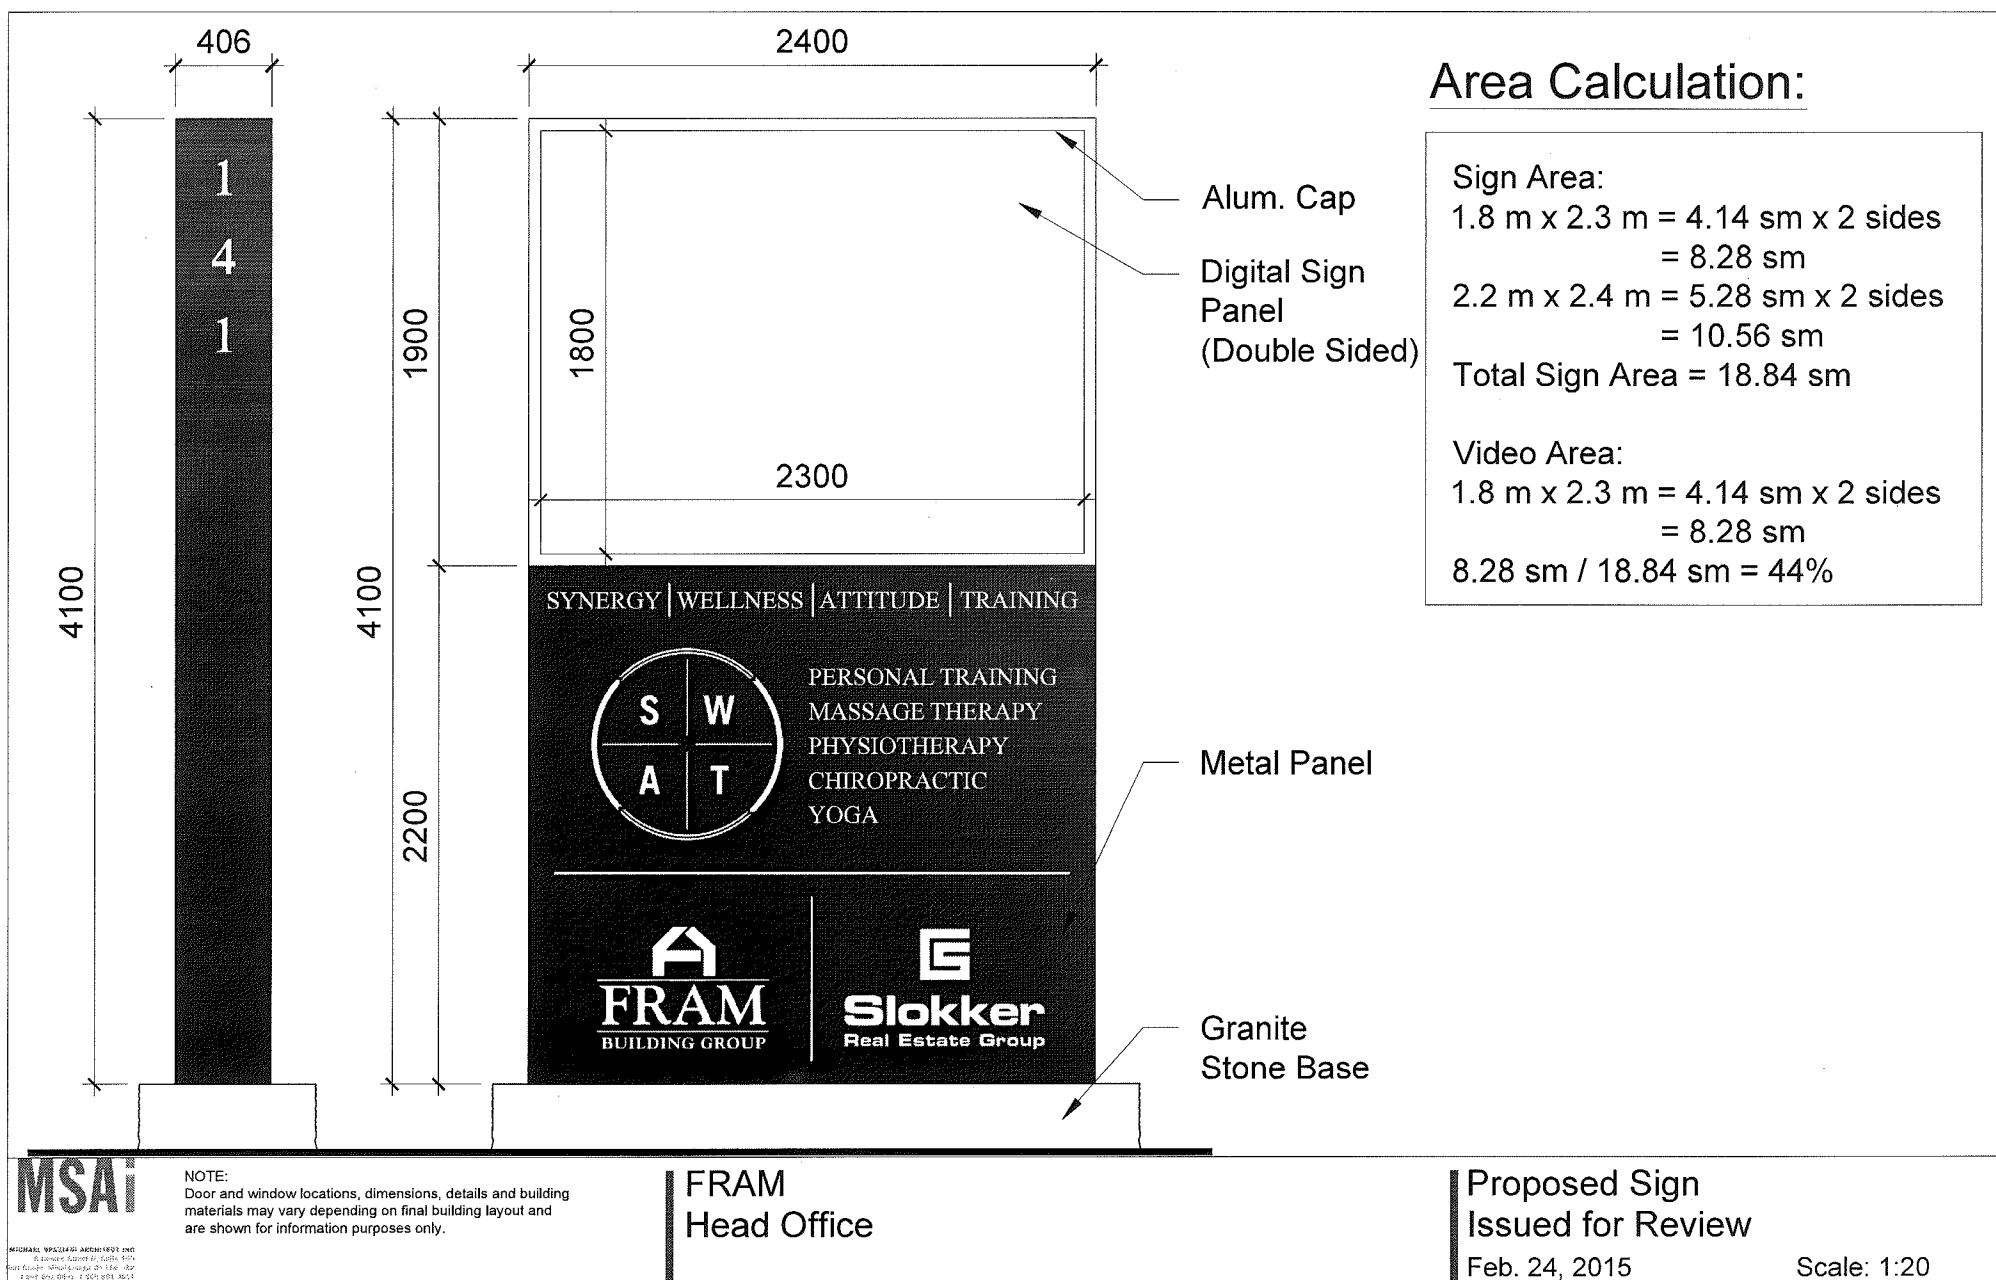 406
2400
Area Calculation:
1
4
1
4100
4100
1900
2200
1800
2300
Alum. Cap
Digital Sign
Panel
(Double Sided)
Sign Area:
1.8 m x 2.3 m = 4.14 sm x 2 sides
= 8.28 sm
2.2 m x 2.4 m = 5.28 sm x 2 sides
= 10.56 sm
Total Sign Area = 18.84 sm
Video Area:
1.8 m x 2.3 m = 4.14 sm x 2 sides
= 8.28 sm
8.28 sm / 18.84 sm = 44%
SYNERGY | WELLNESS | ATTITUDE | TRAINING
S W
A T
PERSONAL TRAINING
MASSAGE THERAPY
PHYSIOTHERAPY
CHIROPRACTIC
YOGA
Metal Panel
FRAM
BUILDING GROUP
Slokker
Real Estate Group
Granite
Stone Base
MSAi
MICHAEL SPAZIANI ARCHITECT INC
NOTE:
Door and window locations, dimensions, details and building
materials may vary depending on final building layout and
are shown for information purposes only.
FRAM
Head Office
Proposed Sign
Issued for Review
Feb. 24, 2015
Scale: 1:20